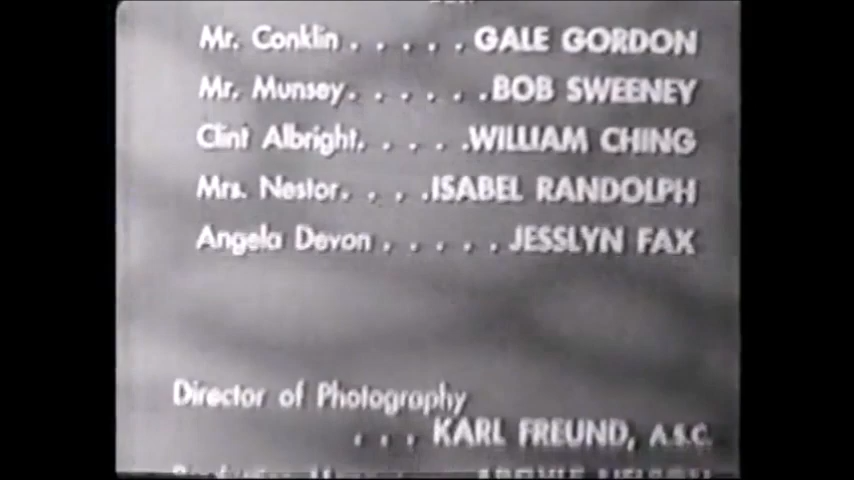 Mr. Conklin . . . . . GALE GORDON
Mr. Munsey. . . . . . .BOB SWEENEY
Clint Albright. . . . .WILLIAM CHING
Mrs. Nestor. . . .ISABEL RANDOLPH
Angela Devon . . . . . JESSLYN FAX
Director of Photography
. . . KARL FREUND, A.S.C.